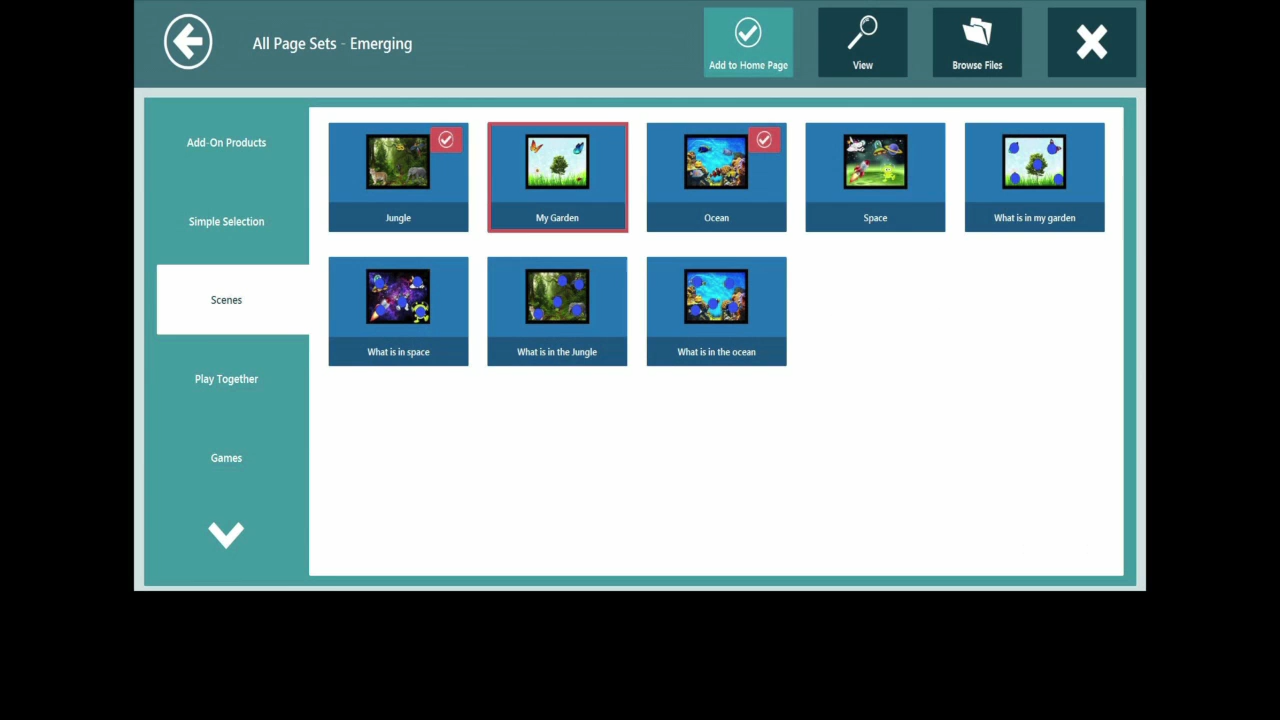 All Page Sets - Emerging
Add to Home Page
View
Browse Files
Add-On Products
Simple Selection
Scenes
Play Together
Games
Jungle
My Garden
Ocean
Space
What is in my garden
What is in space
What is in the Jungle
What is in the ocean